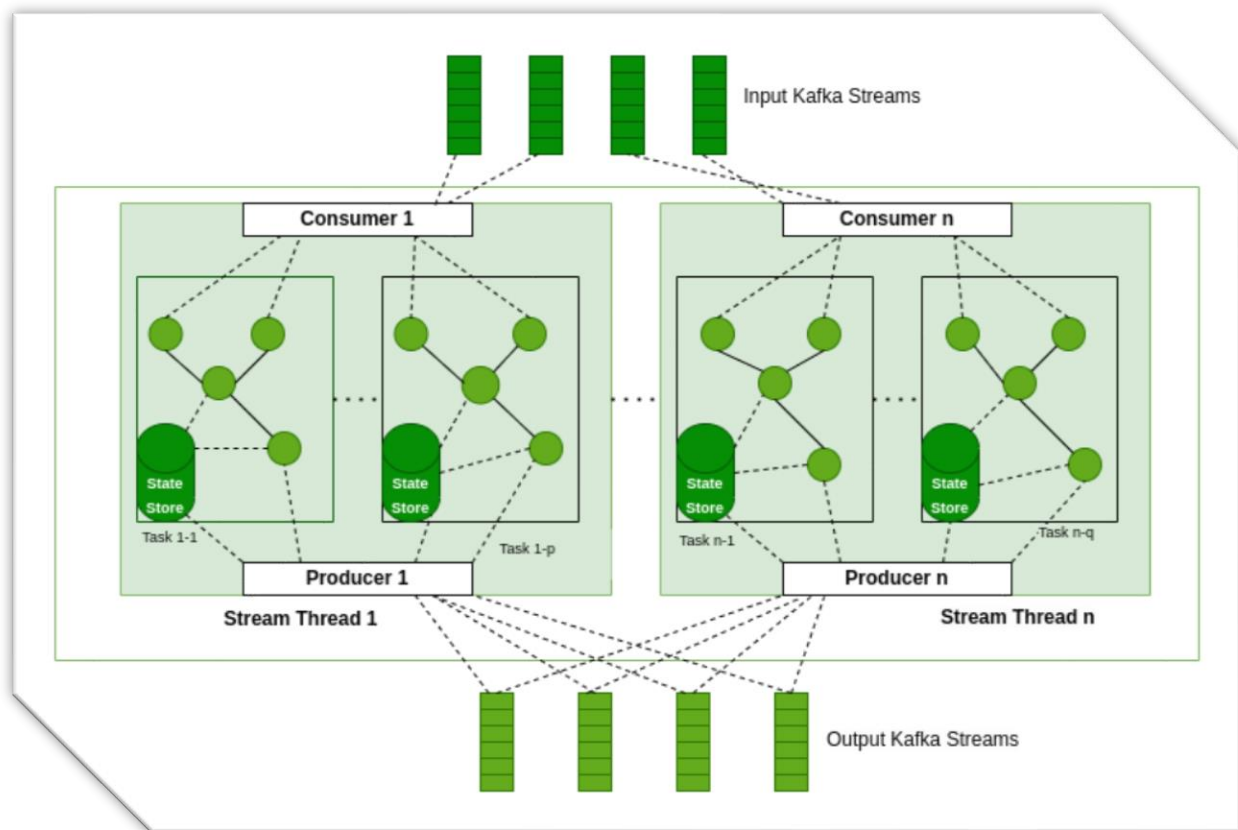 Input Kafka Streams
Consumer 1
Consumer n
State
Store
State
Store
State
Store
State
Store
Task 1-1
Task 1-p
Task n-1
Task n-q
Producer 1
Producer n
Stream Thread 1
Stream Thread n
Output Kafka Streams